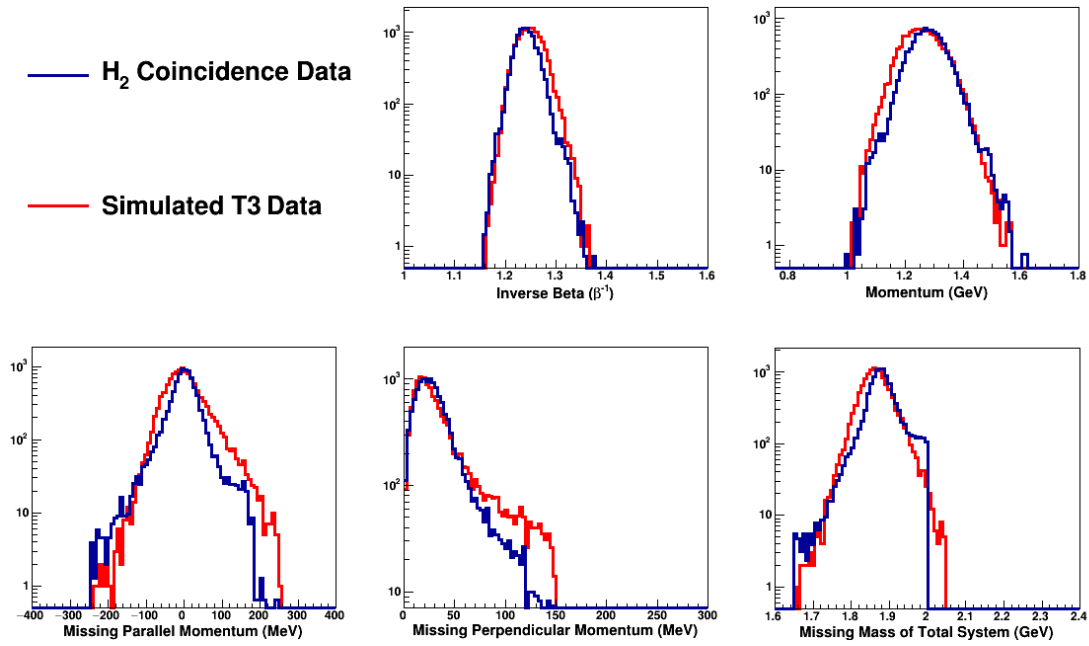 H₂ Coincidence Data
Simulated T3 Data
10³
10²
10
1
1 1.1 1.2 1.3 1.4 1.5 1.6
Inverse Beta (β⁻¹)
10³
10²
10
1
0.8 1 1.2 1.4 1.6 1.8
Momentum (GeV)
10³
10²
10
1
−400 −300 −200 −100 0 100 200 300 400
Missing Parallel Momentum (MeV)
10³
10²
10
0 50 100 150 200 250 300
Missing Perpendicular Momentum (MeV)
10³
10²
10
1
1.6 1.7 1.8 1.9 2 2.1 2.2 2.3 2.4
Missing Mass of Total System (GeV)